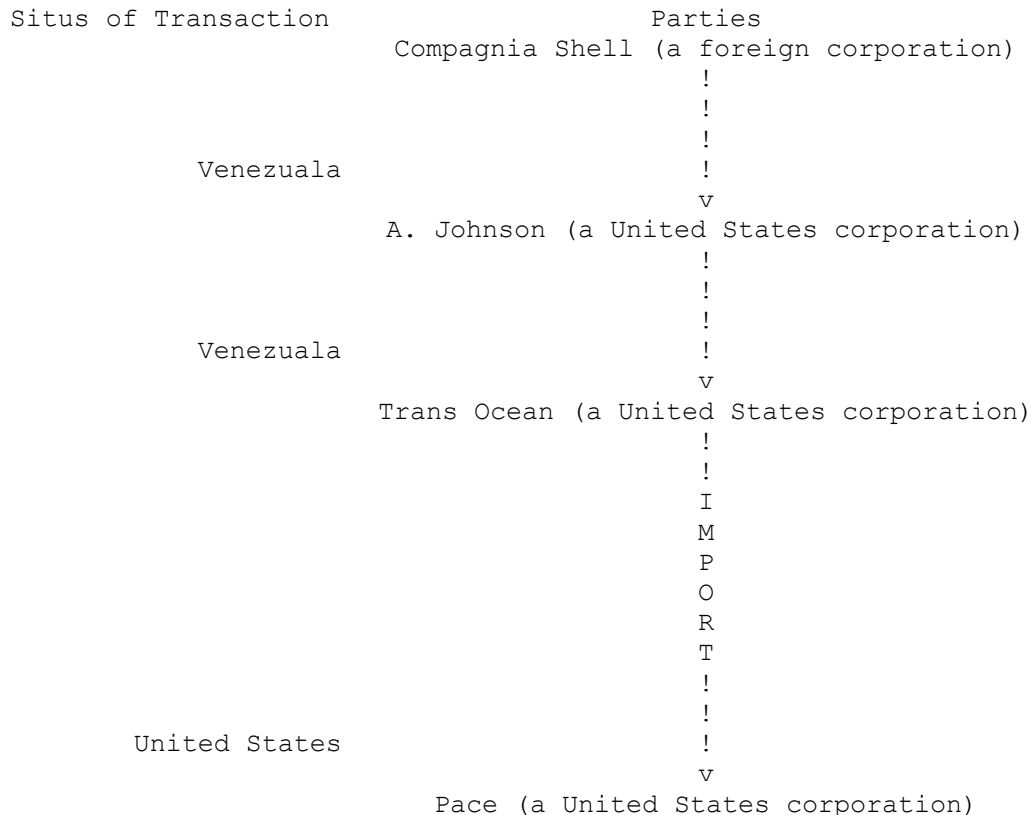 Situs of Transaction Parties
Compagnia Shell (a foreign corporation)
!
!
!
Venezuala !
v
A. Johnson (a United States corporation)
!
!
!
Venezuala !
v
Trans Ocean (a United States corporation)
!
!
I
M
P
O
R
T
!
!
United States !
v
Pace (a United States corporation)